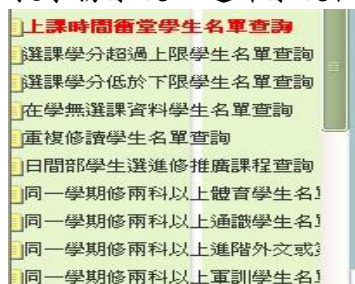 上課時間衝堂學生名單查詢
選課學分超過上限學生名單查詢
選課學分低於下限學生名單查詢
在學無選課資料學生名單查詢
重複修讀學生名單查詢
日間部學生選進修推廣課程查詢
同一學期修兩科以上體育學生名
同一學期修兩科以上通識學生名
同一學期修兩科以上進階外文或
同一學期修兩科以上軍訓學生名